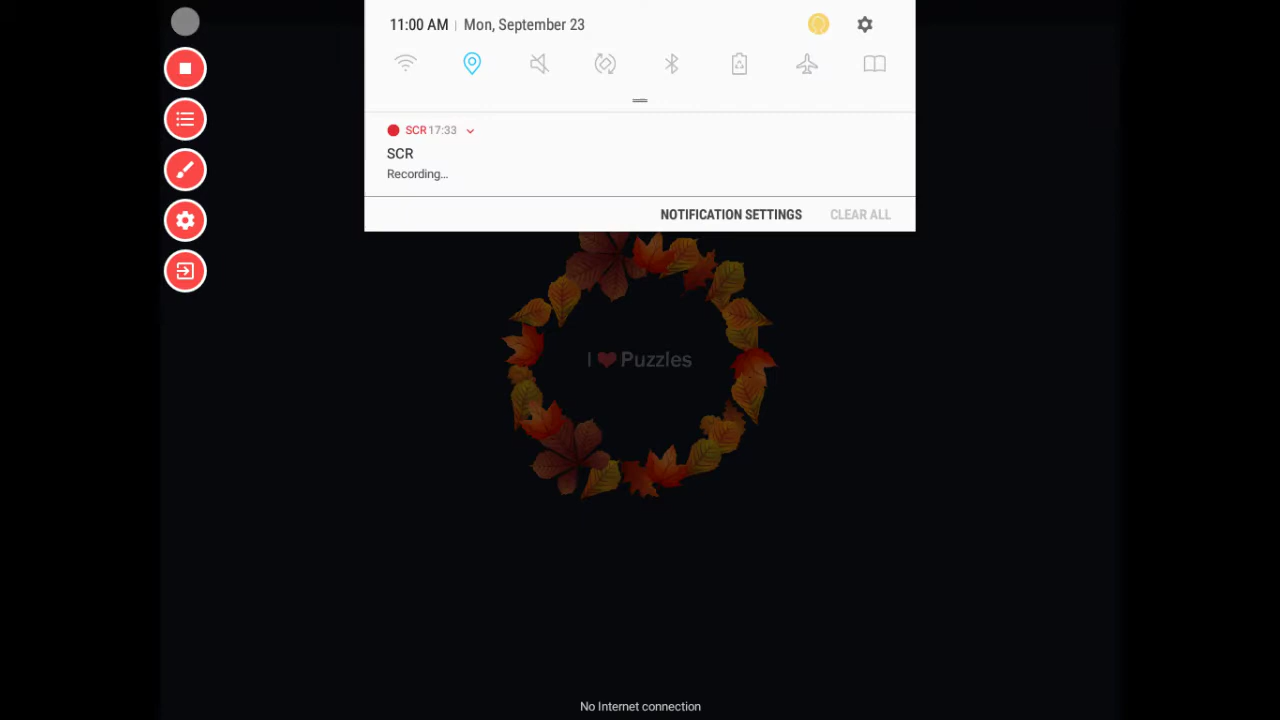 11:00 AM | Mon, September 23
SCR 17:33
SCR
Recording...
NOTIFICATION SETTINGS CLEAR ALL
I ❤ Puzzles
No Internet connection